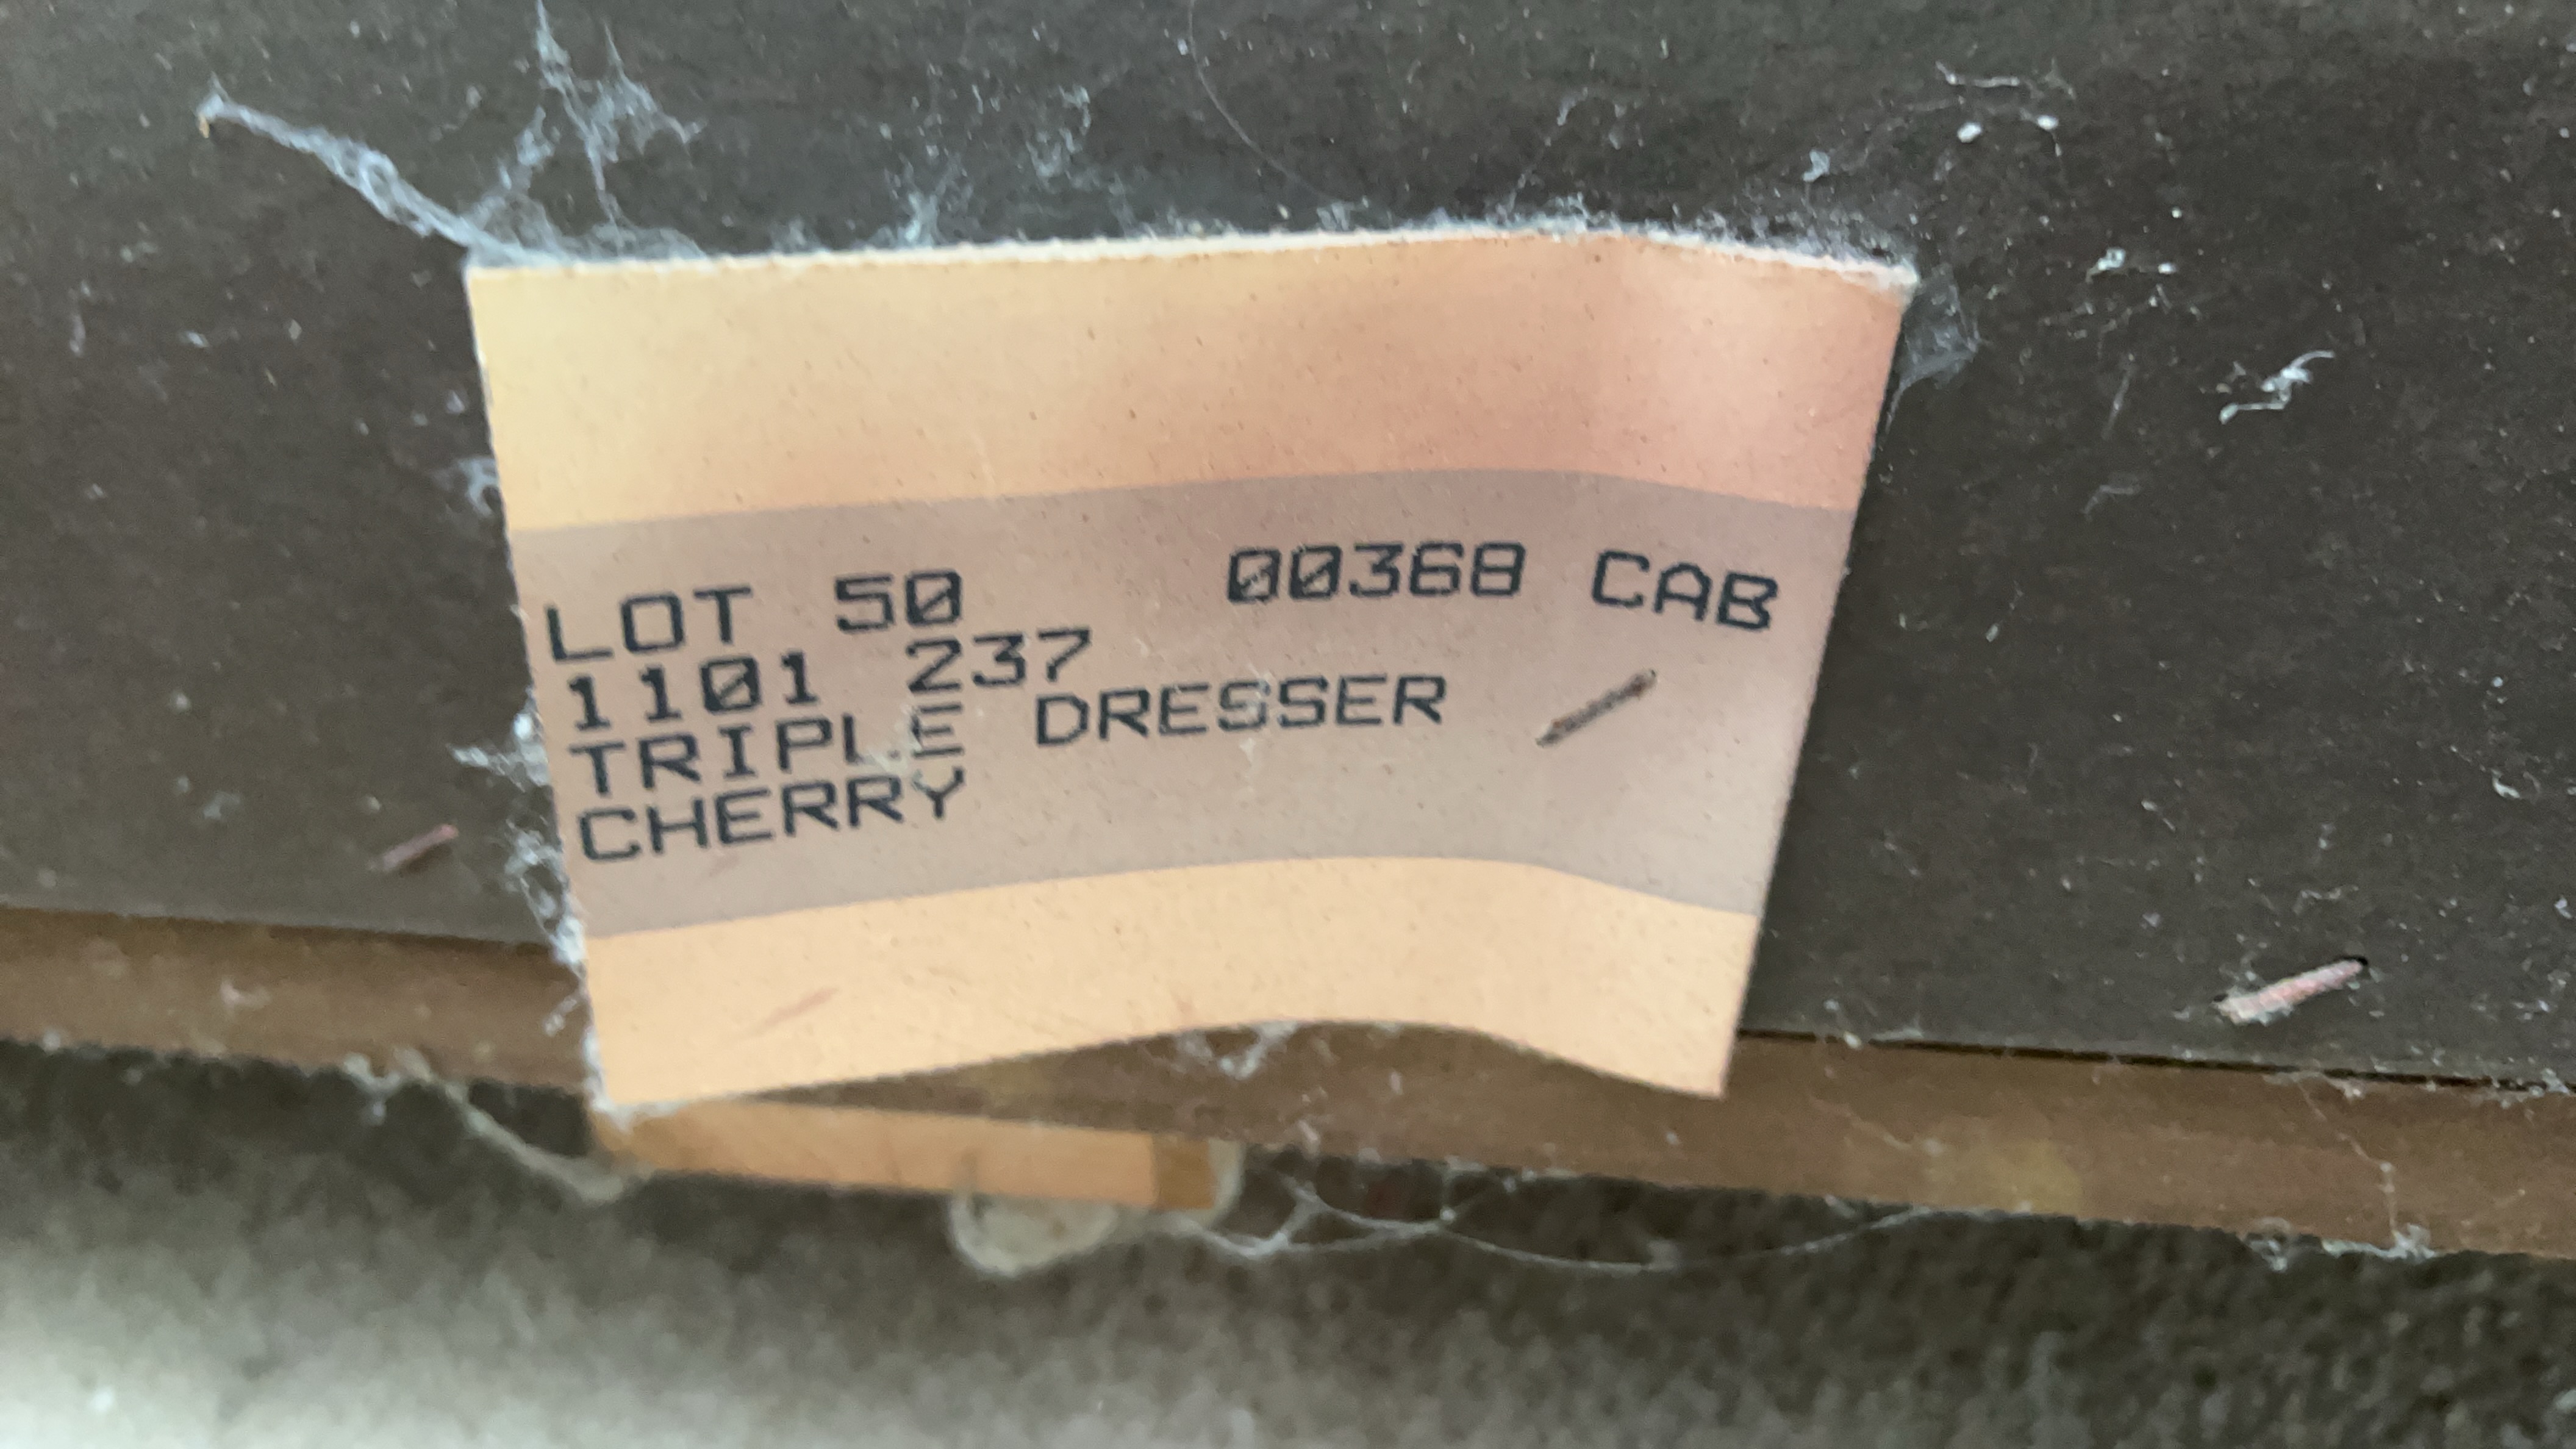 LOT 50 00368 CAB
1101 237
TRIPLE DRESSER
CHERRY